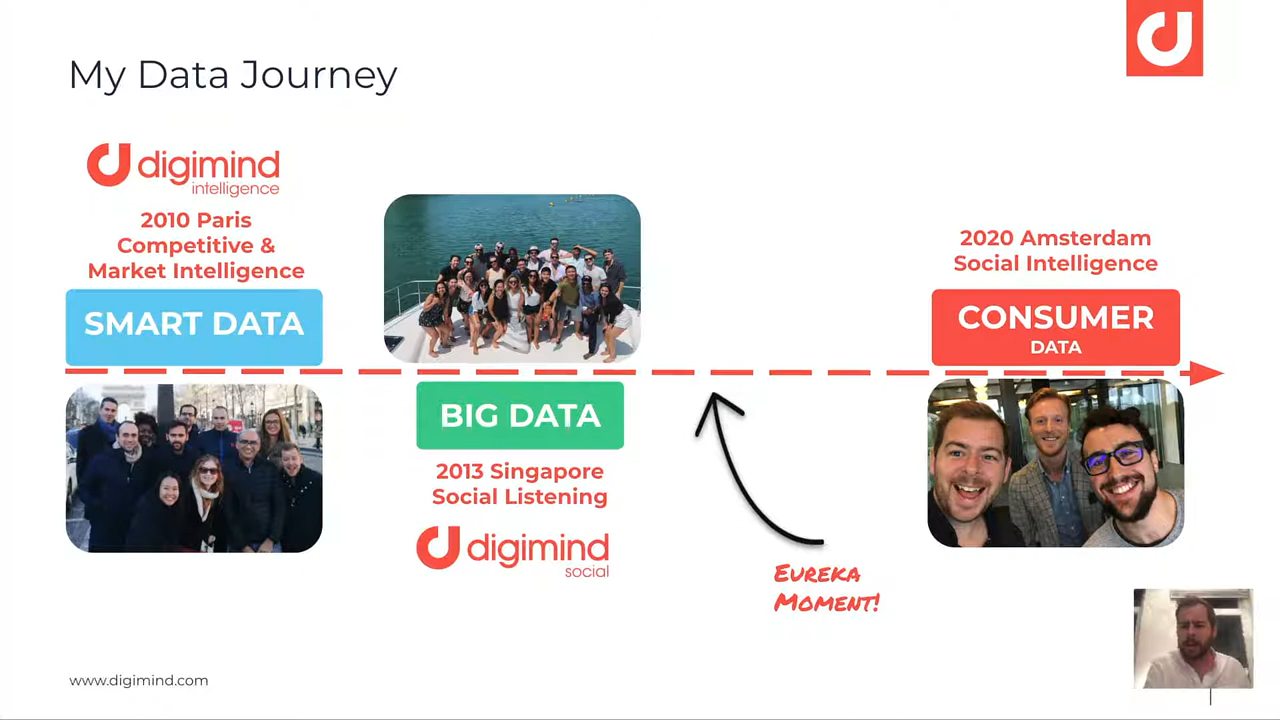 My Data Journey
digimind
intelligence
2010 Paris
Competitive &
Market Intelligence
SMART DATA
BIG DATA
2013 Singapore
Social Listening
digimind
social
Eureka
Moment!
2020 Amsterdam
Social Intelligence
CONSUMER
DATA
www.digimind.com